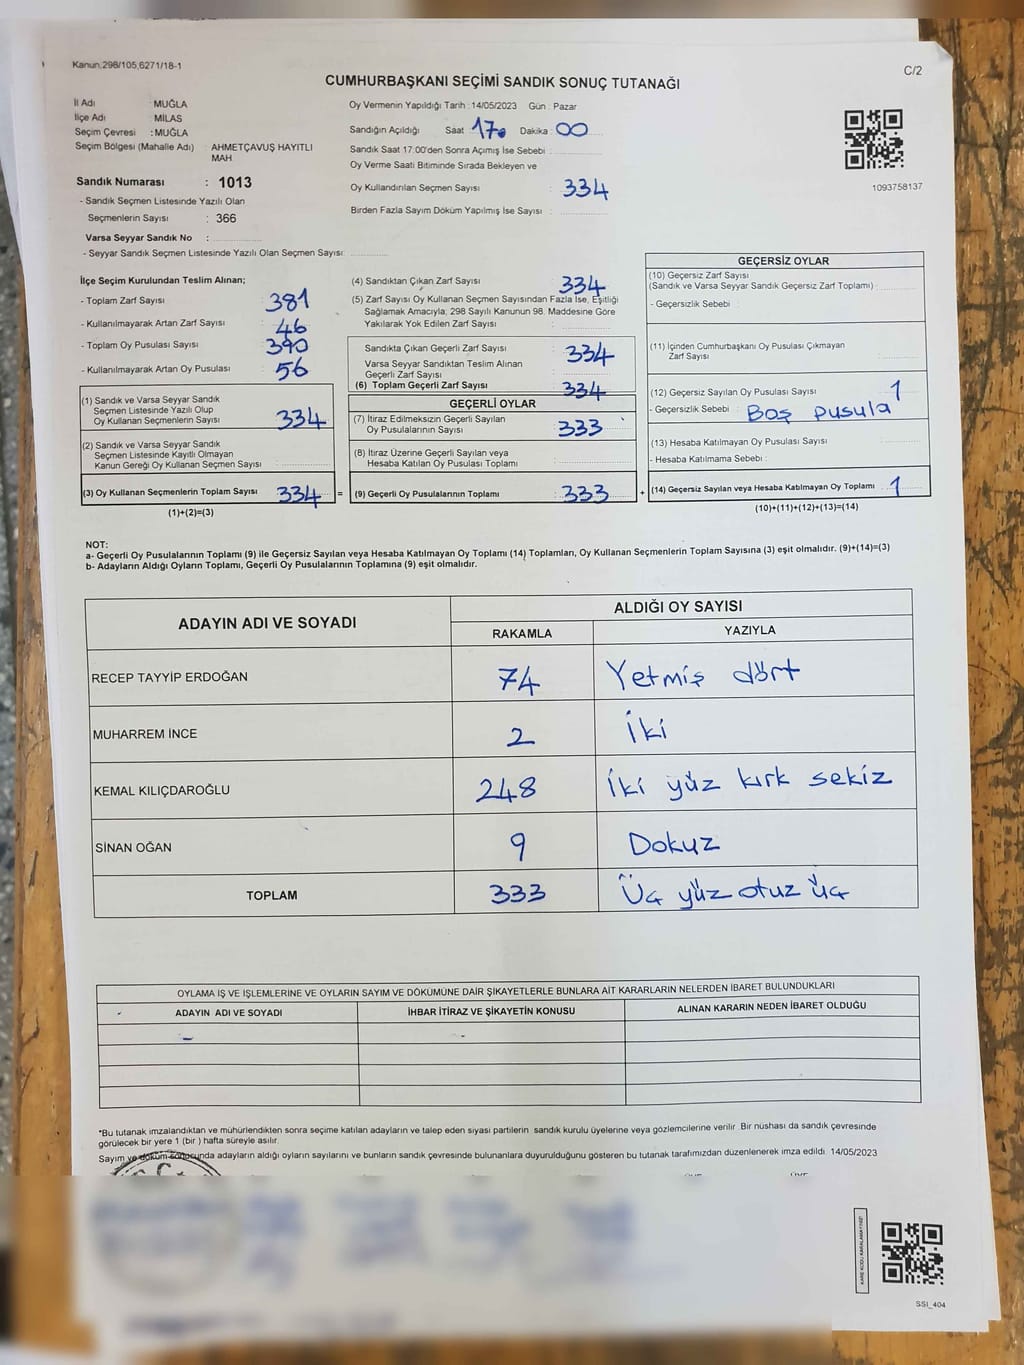 Kanun,298/105,6271/18-1
C/2
CUMHURBAŞKANI SEÇİMİ SANDIK SONUÇ TUTANAĞI
İl Adı : MUĞLA
İlçe Adı : MİLAS
Seçim Çevresi : MUĞLA
Seçim Bölgesi (Mahalle Adı) : AHMETÇAVUŞ HAYITLI
MAH.
Sandık Numarası : 1013
- Sandık Seçmen Listesinde Yazılı Olan
Seçmenlerin Sayısı : 366
Varsa Seyyar Sandık No :
- Seyyar Sandık Seçmen Listesinde Yazılı Olan Seçmen Sayısı:
Oy Vermenin Yapıldığı Tarih :14/05/2023 Gün : Pazar
Sandığın Açıldığı Saat 17. Dakika : 00
Sandık Saat 17.00'den Sonra Açımış İse Sebebi :
Oy Verme Saati Bitiminde Sırada Bekleyen ve
Oy Kullandırılan Seçmen Sayısı : 334
Birden Fazla Sayım Döküm Yapılmış İse Sayısı :
1093758137
İlçe Seçim Kurulundan Teslim Alınan;
- Toplam Zarf Sayısı : 381
- Kullanılmayarak Artan Zarf Sayısı : 46
- Toplam Oy Pusulası Sayısı : 390
- Kullanılmayarak Artan Oy Pusulası : 56
(1) Sandık ve Varsa Seyyar Sandık
Seçmen Listesinde Yazılı Olup
Oy Kullanan Seçmenlerin Sayısı : 334
(2) Sandık ve Varsa Seyyar Sandık
Seçmen Listesinde Kayıtlı Olmayan
Kanun Gereği Oy Kullanan Seçmen Sayısı :
(3) Oy Kullanan Seçmenlerin Toplam Sayısı : 334 =
(1)+(2)=(3)
(4) Sandıktan Çıkan Zarf Sayısı : 334
(5) Zarf Sayısı Oy Kullanan Seçmen Sayısından Fazla İse, Eşitliği
Sağlamak Amacıyla; 298 Sayılı Kanunun 98. Maddesine Göre
Yakılarak Yok Edilen Zarf Sayısı :
Sandıkta Çıkan Geçerli Zarf Sayısı : 334
Varsa Seyyar Sandıktan Teslim Alınan
Geçerli Zarf Sayısı :
(6) Toplam Geçerli Zarf Sayısı : 334
GEÇERLİ OYLAR
(7) İtiraz Edilmeksizin Geçerli Sayılan
Oy Pusulalarının Sayısı : 333
(8) İtiraz Üzerine Geçerli Sayılan veya
Hesaba Katılan Oy Pusulası Toplamı :
(9) Geçerli Oy Pusulalarının Toplamı : 333 +
GEÇERSİZ OYLAR
(10) Geçersiz Zarf Sayısı
(Sandık ve Varsa Seyyar Sandık Geçersiz Zarf Toplamı) :
- Geçersizlik Sebebi :
(11) İçinden Cumhurbaşkanı Oy Pusulası Çıkmayan
Zarf Sayısı :
(12) Geçersiz Sayılan Oy Pusulası Sayısı : 1
- Geçersizlik Sebebi : Boş pusula
(13) Hesaba Katılmayan Oy Pusulası Sayısı :
- Hesaba Katılmama Sebebi :
(14) Geçersiz Sayılan veya Hesaba Katılmayan Oy Toplamı : 1
(10)+(11)+(12)+(13)=(14)
NOT:
a- Geçerli Oy Pusulalarının Toplamı (9) ile Geçersiz Sayılan veya Hesaba Katılmayan Oy Toplamı (14) Toplamları, Oy Kullanan Seçmenlerin Toplam Sayısına (3) eşit olmalıdır. (9)+(14)=(3)
b- Adayların Aldığı Oyların Toplamı, Geçerli Oy Pusulalarının Toplamına (9) eşit olmalıdır.
ADAYIN ADI VE SOYADI
ALDIĞI OY SAYISI
RAKAMLA YAZIYLA
RECEP TAYYİP ERDOĞAN 74 Yetmiş dört
MUHARREM İNCE 2 İki
KEMAL KILIÇDAROĞLU 248 İki yüz kırk sekiz
SİNAN OĞAN 9 Dokuz
TOPLAM 333 Üç yüz otuz üç
OYLAMA İŞ VE İŞLEMLERİNE VE OYLARIN SAYIM VE DÖKÜMÜNE DAİR ŞİKAYETLERLE BUNLARA AİT KARARLARIN NELERDEN İBARET BULUNDUKLARI
ADAYIN ADI VE SOYADI İHBAR İTİRAZ VE ŞİKAYETİN KONUSU ALINAN KARARIN NEDEN İBARET OLDUĞU
*Bu tutanak imzalandıktan ve mühürlendikten sonra seçime katılan adayların ve talep eden siyasi partilerin sandık kurulu üyelerine veya gözlemcilerine verilir. Bir nüshası da sandık çevresinde
görülecek bir yere 1 (bir ) hafta süreyle asılır.
Sayım ve döküm sonucunda adayların aldığı oyların sayılarını ve bunların sandık çevresinde bulunanlara duyurulduğunu gösteren bu tutanak tarafımızdan düzenlenerek imza edildi. 14/05/2023
KARE KODU KARALAMAYINIZ!
SSI_404